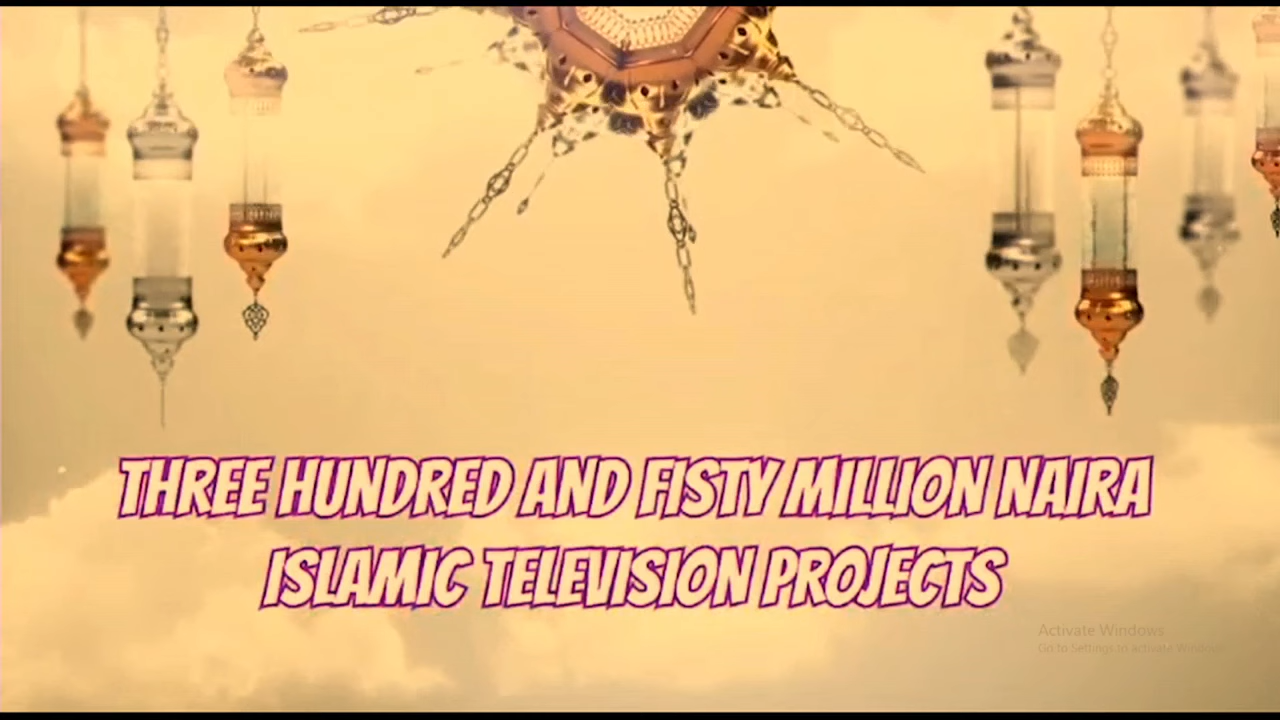 THREE HUNDRED AND FISTY MILLION NAIRA
ISLAMIC TELEVISION PROJECTS
Activate Windows
Go to Settings to activate Windows.